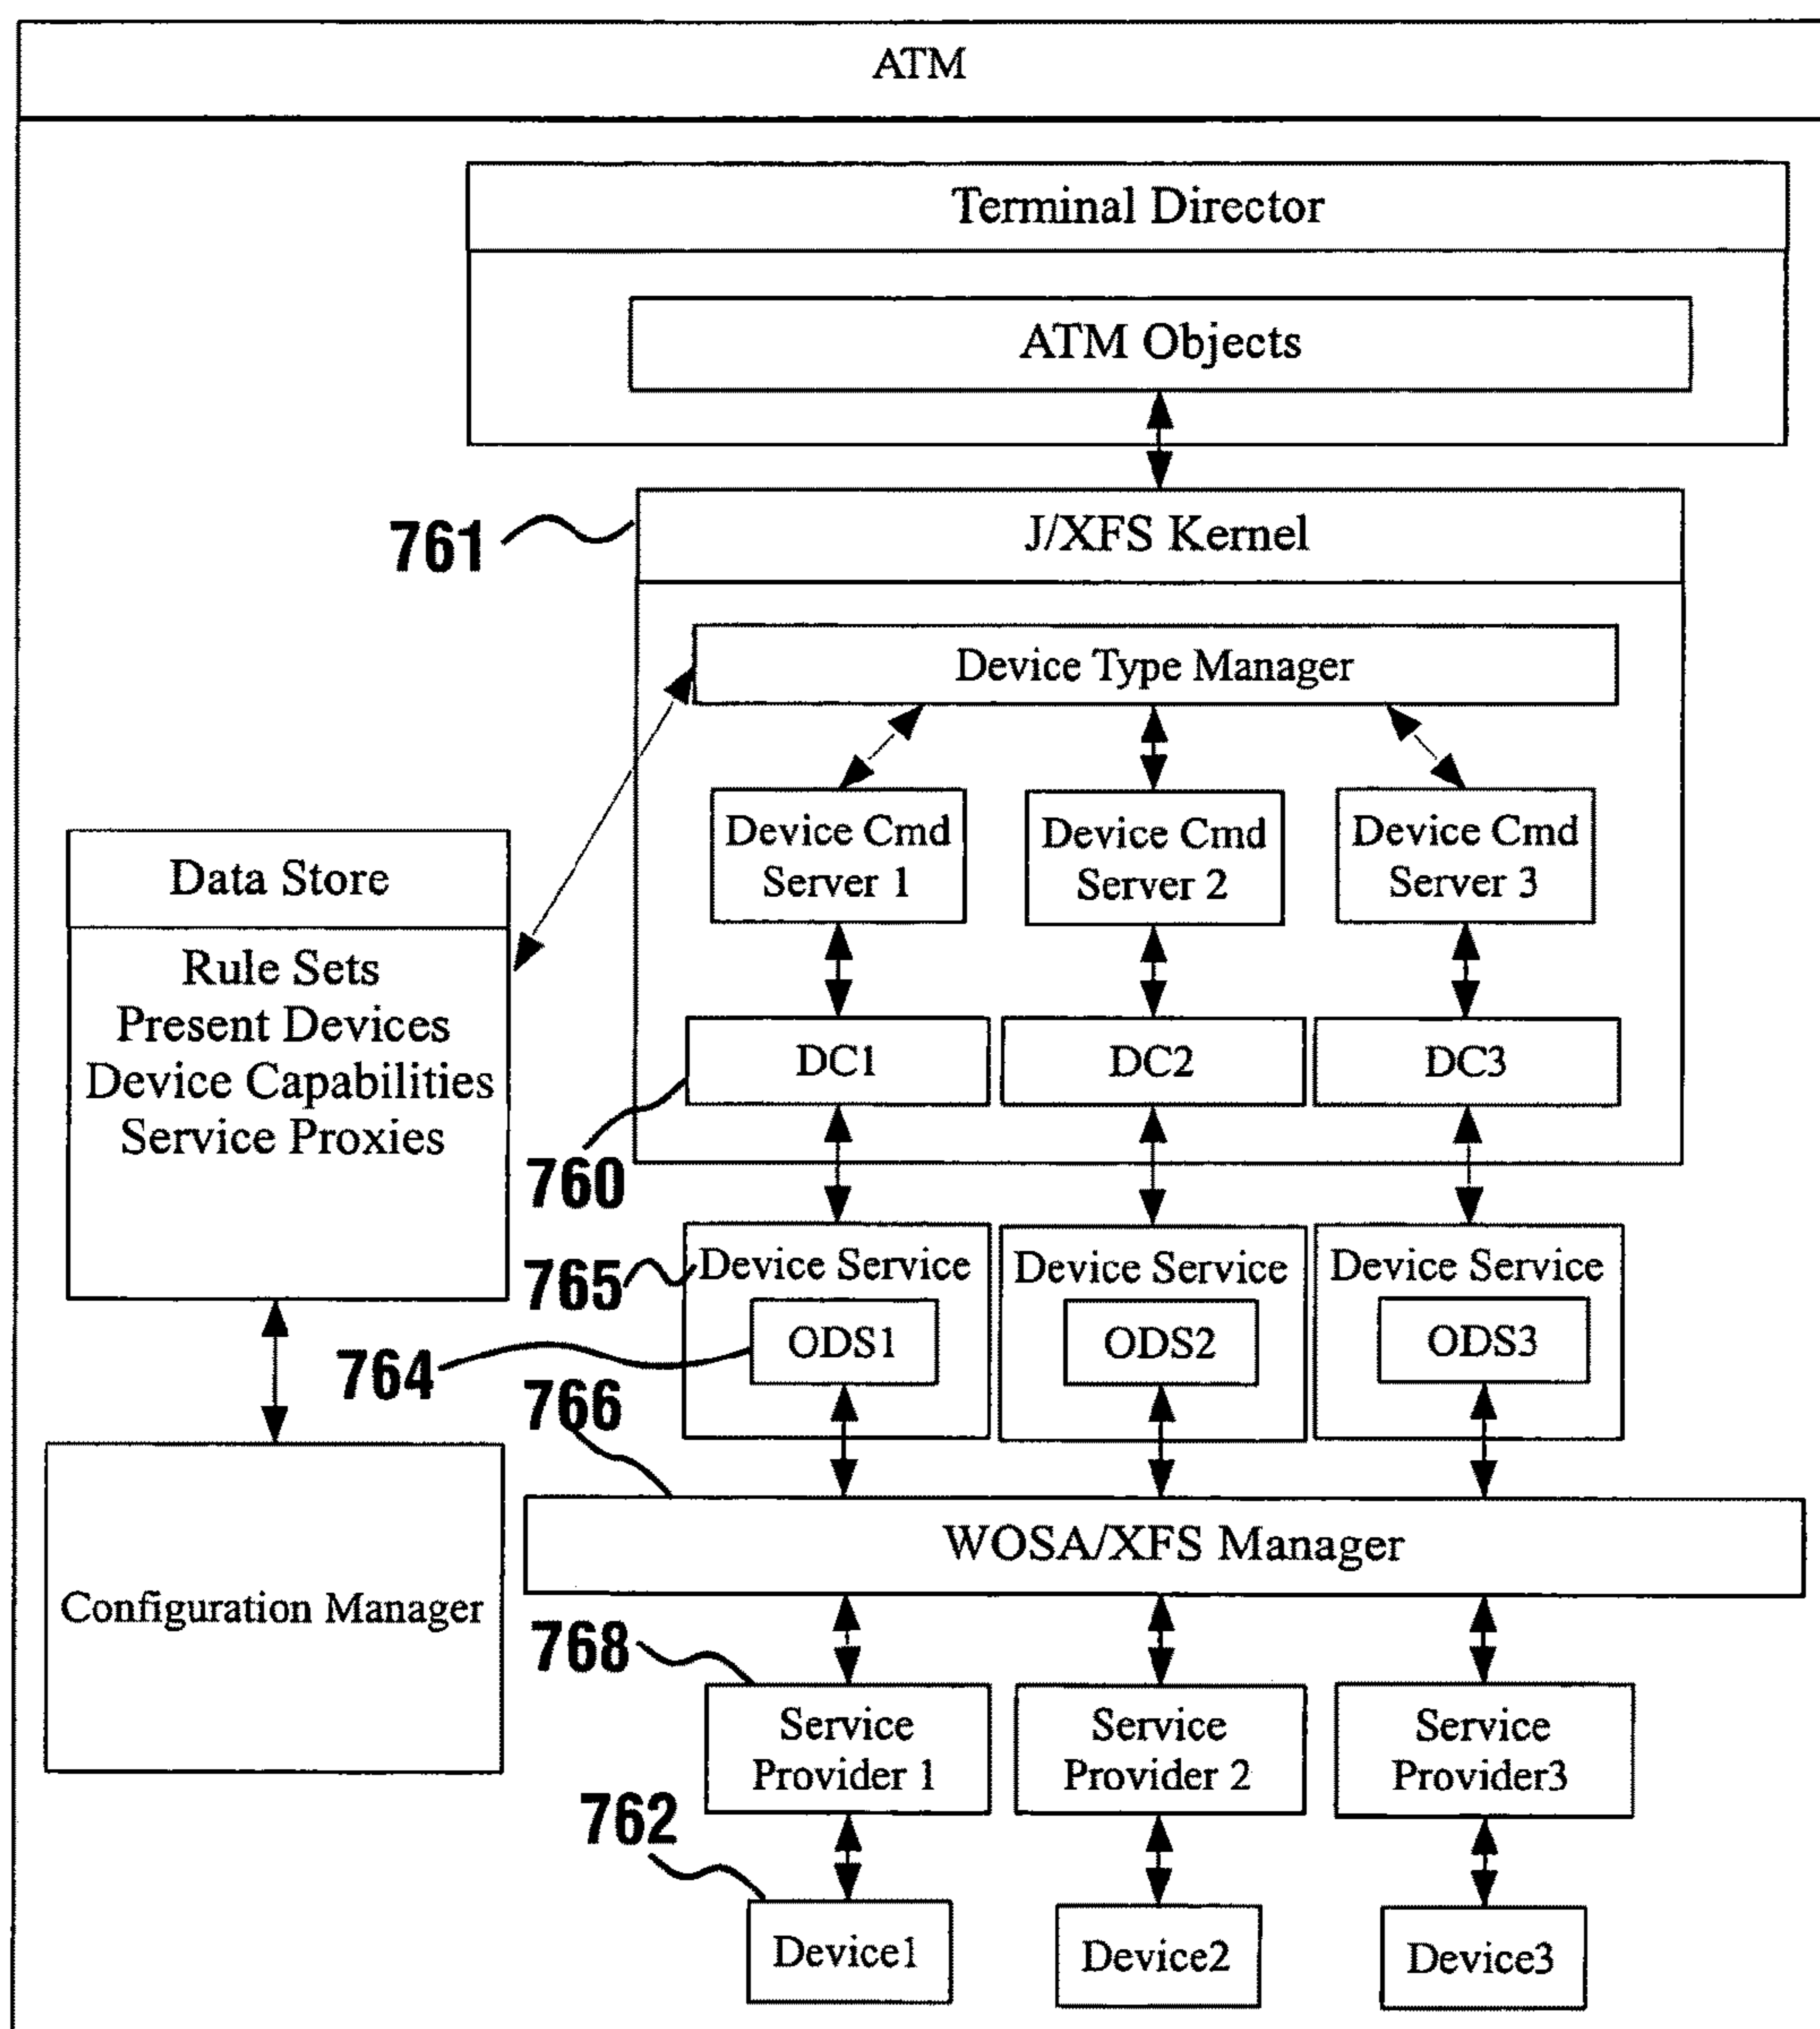 ATM
Terminal Director
ATM Objects
761
J/XFS Kernel
Device Type Manager
Device Cmd
Server 1
Device Cmd
Server 2
Device Cmd
Server 3
Data Store
Rule Sets
Present Devices
Device Capabilities
Service Proxies
DC1
DC2
DC3
760
765
Device Service
ODS1
Device Service
ODS2
Device Service
ODS3
764
766
WOSA/XFS Manager
Configuration Manager
768
Service
Provider 1
Service
Provider 2
Service
Provider3
762
Device1
Device2
Device3